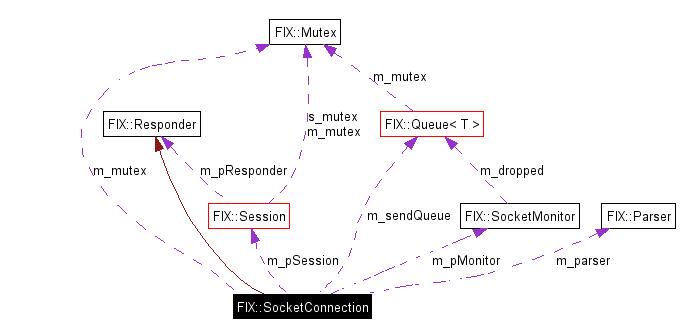 FIX::Mutex
m_mutex
s_mutex
m_mutex
FIX::Responder
FIX::Queue< T >
m_mutex
m_pResponder
m_dropped
FIX::Session
m_sendQueue
FIX::SocketMonitor
FIX::Parser
m_pSession
m_pMonitor
m_parser
FIX::SocketConnection